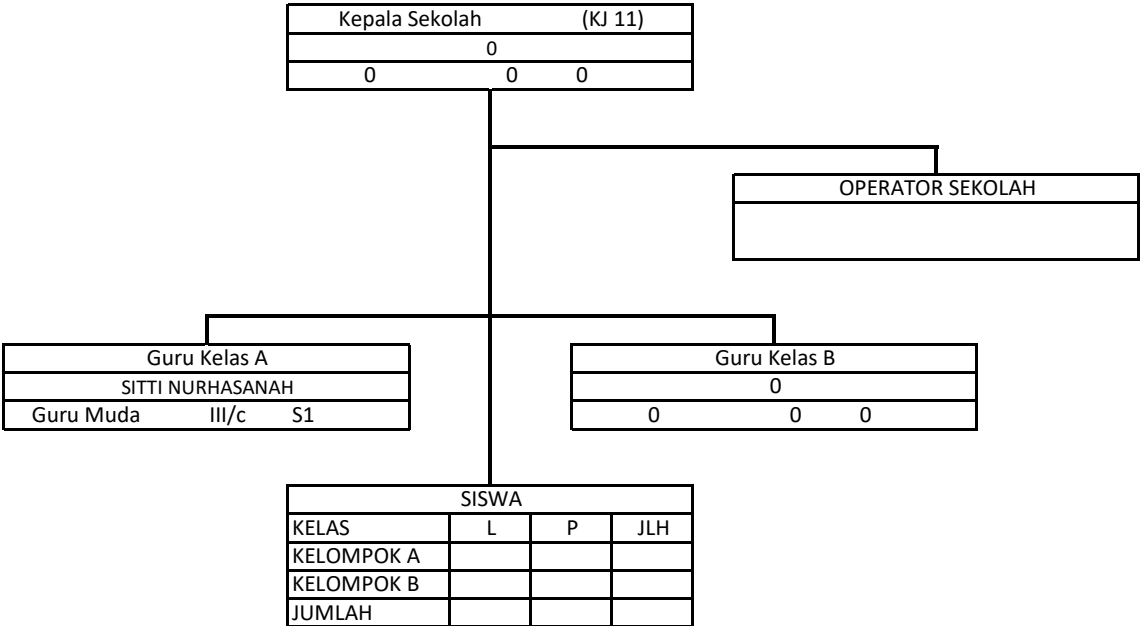 Kepala Sekolah (KJ 11)
0
0 0 0
OPERATOR SEKOLAH
Guru Kelas A
SITTI NURHASANAH
Guru Muda III/c S1
Guru Kelas B
0
0 0 0
SISWA
KELAS L P JLH
KELOMPOK A
KELOMPOK B
JUMLAH